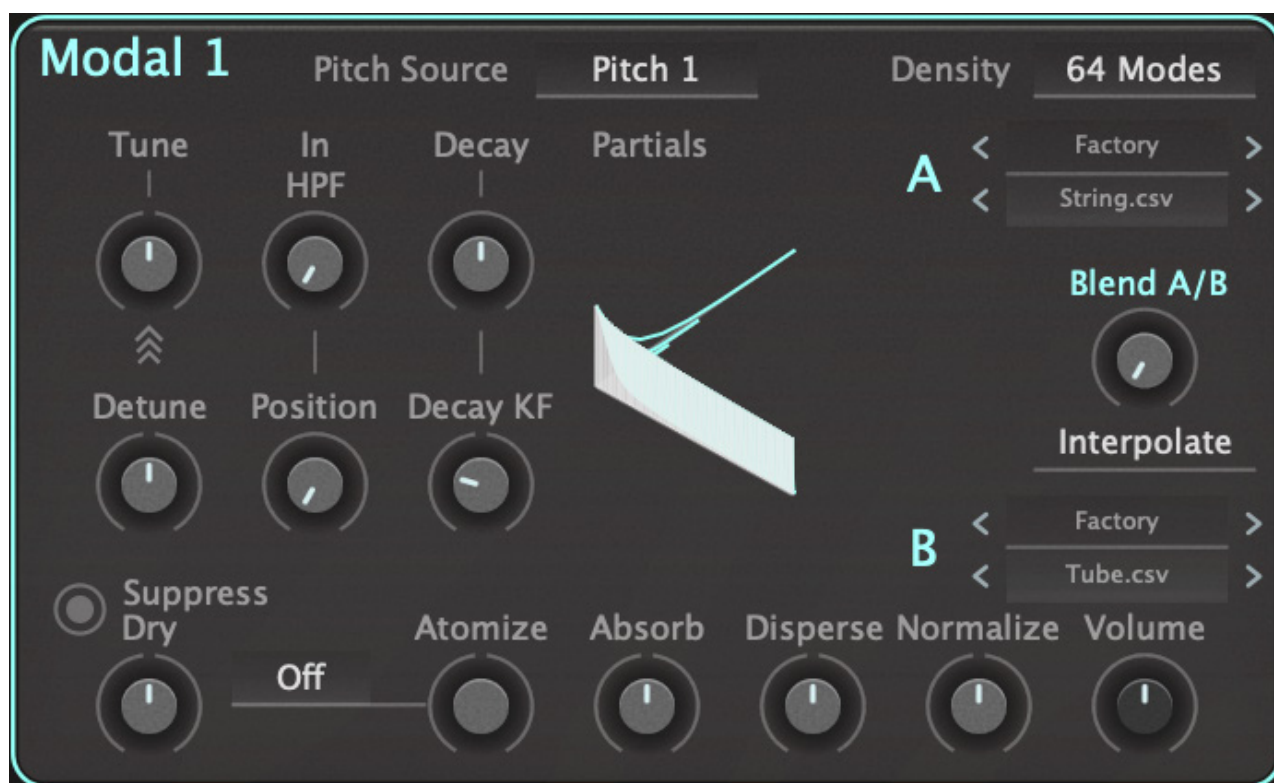 Modal 1
Pitch Source
Pitch 1
Density
64 Modes
Tune
In
HPF
Decay
Partials
A
Factory
String.csv
Blend A/B
Detune
Position
Decay KF
Interpolate
B
Factory
Tube.csv
Suppress
Dry
Off
Atomize
Absorb
Disperse
Normalize
Volume